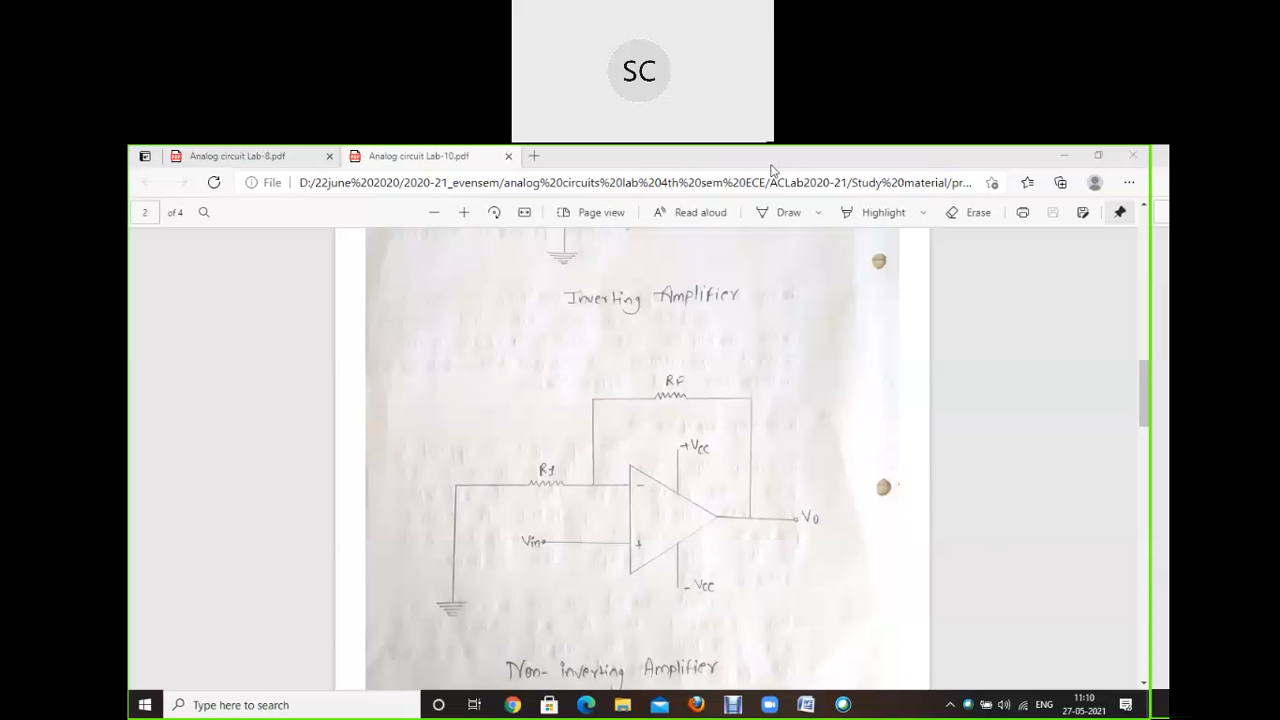 SC
Analog circuit Lab-8.pdf
Analog circuit Lab-10.pdf
File
D:/22june%202020/2020-21_evensem/analog%20circuits%20lab%204th%20sem%20ECE/ACLab2020-21/Study%20material/pr...
2 of 4
Page view
Read aloud
Draw
Highlight
Erase
Inverting Amplifier
RF
+Vcc
R1
-
Vo
Vin
+
- Vcc
Non-inverting Amplifier
Type here to search
ENG
11:10
27-05-2021